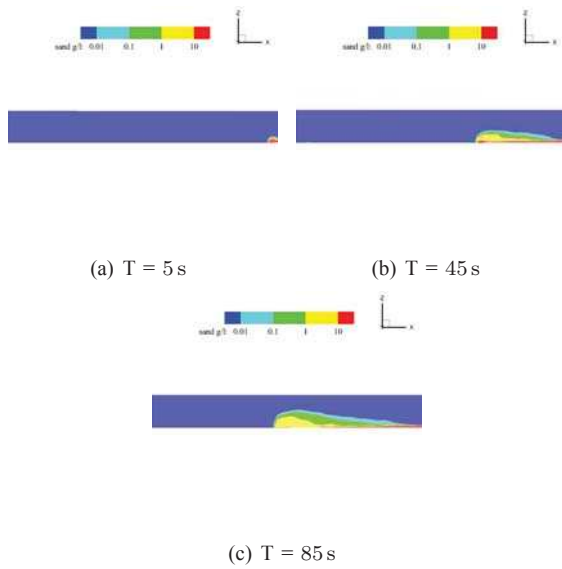 z
x
sand g/l: 0.01 0.1 1 10
z
x
sand g/l: 0.01 0.1 1 10
(a) T = 5 s
(b) T = 45 s
z
x
sand g/l: 0.01 0.1 1 10
(c) T = 85 s